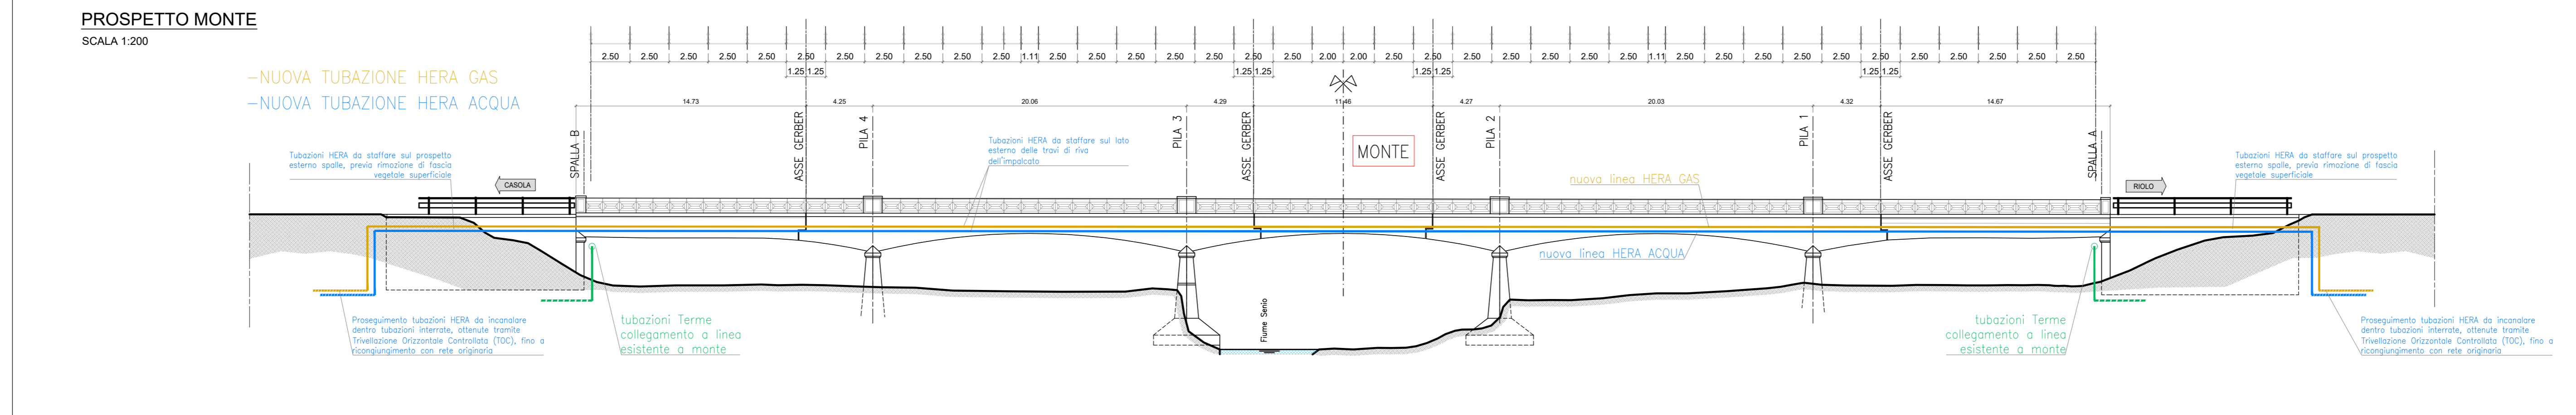 PROSPETTO MONTE
SCALA 1:200
-NUOVA TUBAZIONE HERA GAS
-NUOVA TUBAZIONE HERA ACQUA
2.50 2.50 2.50 2.50 2.50 2.50 2.50 2.50 2.50 2.50 2.50 1.11 2.50 2.50 2.50 2.50 2.50 2.50 2.50 2.00 2.00 2.50 2.50 2.50 2.50 2.50 2.50 2.50 1.11 2.50 2.50 2.50 2.50 2.50 2.50 2.50 2.50 2.50 2.50 2.50
1.25 1.25 1.25 1.25 1.25 1.25 1.25 1.25
14.73 4.25 20.06 4.29 11.46 4.27 20.03 4.32 14.67
SPALLA B
ASSE GERBER
PILA 4
PILA 3
ASSE GERBER
MONTE
ASSE GERBER
PILA 2
PILA 1
ASSE GERBER
SPALLA A
Tubazioni HERA da staffare sul prospetto
esterno spalle, previa rimozione di fascia
vegetale superficiale
CASOLA
Tubazioni HERA da staffare sul lato
esterno delle travi di riva
dell'impalcato
nuova linea HERA GAS
nuova linea HERA ACQUA
RIOLO
Tubazioni HERA da staffare sul prospetto
esterno spalle, previa rimozione di fascia
vegetale superficiale
Proseguimento tubazioni HERA da incanalare
dentro tubazioni interrate, ottenute tramite
Trivellazione Orizzontale Controllata (TOC), fino a
ricongiungimento con rete originaria
tubazioni Terme
collegamento a linea
esistente a monte
Fiume Senio
tubazioni Terme
collegamento a linea
esistente a monte
Proseguimento tubazioni HERA da incanalare
dentro tubazioni interrate, ottenute tramite
Trivellazione Orizzontale Controllata (TOC), fino a
ricongiungimento con rete originaria